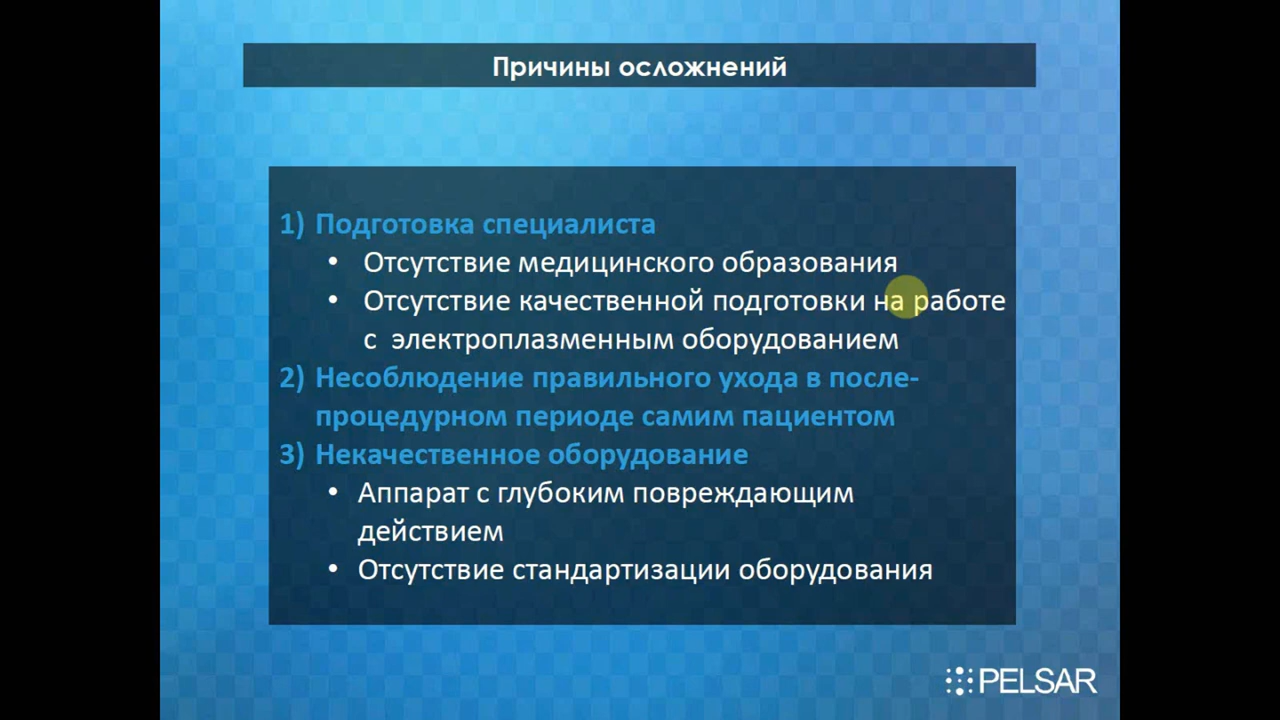 Причины осложнений
1) Подготовка специалиста
• Отсутствие медицинского образования
• Отсутствие качественной подготовки на работе
с электроплазменным оборудованием
2) Несоблюдение правильного ухода в после-
процедурном периоде самим пациентом
3) Некачественное оборудование
• Аппарат с глубоким повреждающим
действием
• Отсутствие стандартизации оборудования
PELSAR